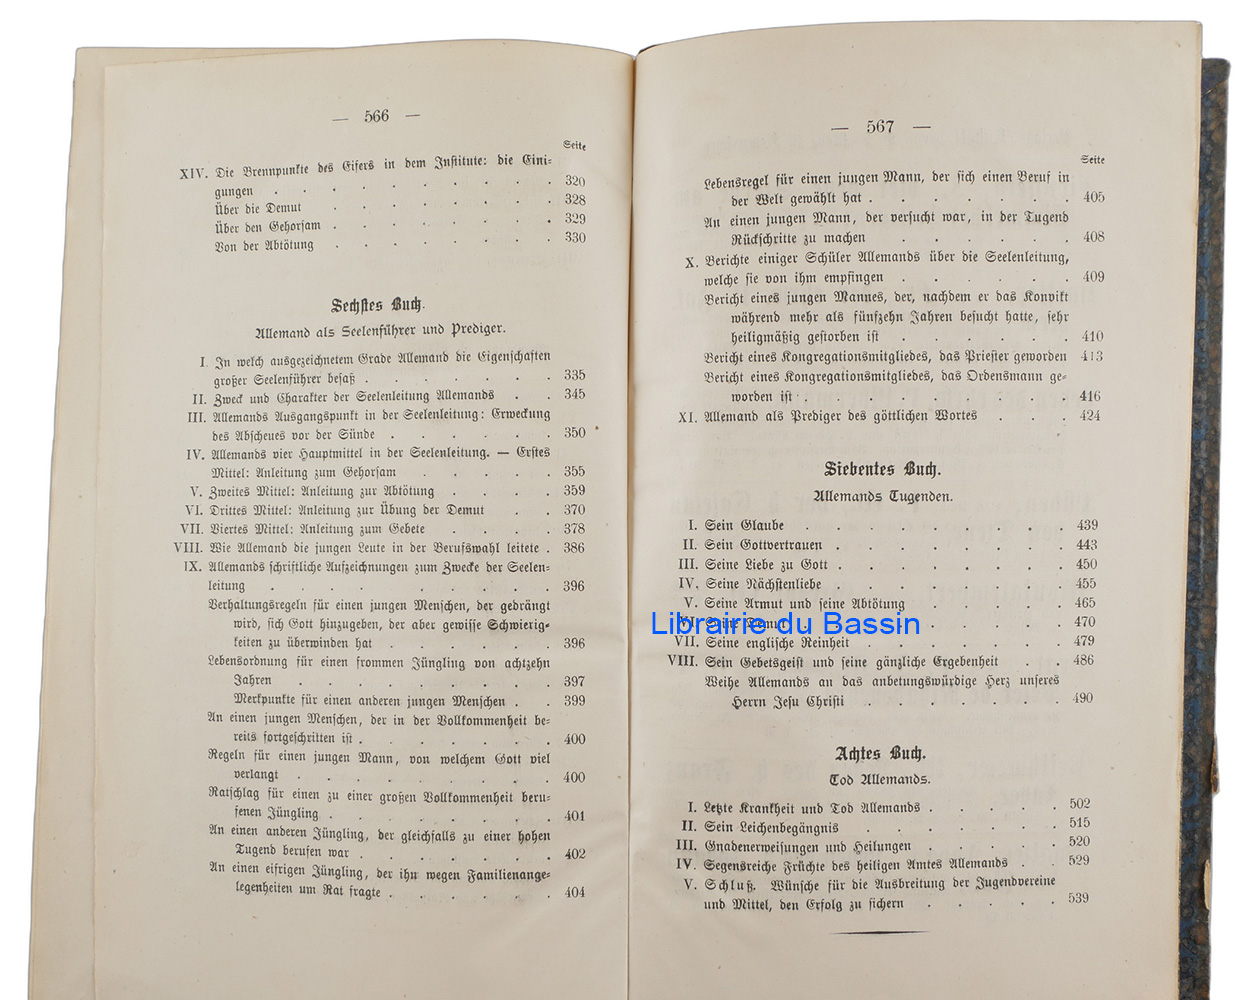 — 566 —
Seite
XIV. Die Brennpunkte des Eifers in dem Institute: die Eini-
gungen . . . . . . . . . 320
Über die Demut . . . . . . . 328
Über den Gehorsam . . . . . . . 329
Von der Abtötung . . . . . . . 330
Sechstes Buch.
Allemand als Seelenführer und Prediger.
I. In welch ausgezeichnetem Grade Allemand die Eigenschaften
großer Seelenführer besaß . . . . . . . 335
II. Zweck und Charakter der Seelenleitung Allemands . . 345
III. Allemands Ausgangspunkt in der Seelenleitung: Erweckung
des Abscheues vor der Sünde . . . . . . 350
IV. Allemands vier Hauptmittel in der Seelenleitung. — Erstes
Mittel: Anleitung zum Gehorsam . . . . . 355
V. Zweites Mittel: Anleitung zur Abtötung . . . . 359
VI. Drittes Mittel: Anleitung zur Übung der Demut . . 370
VII. Viertes Mittel: Anleitung zum Gebete . . . . 378
VIII. Wie Allemand die jungen Leute in der Berufswahl leitete . 386
IX. Allemands schriftliche Aufzeichnungen zum Zwecke der Seelen-
leitung . . . . . . . . . 396
Verhaltungsregeln für einen jungen Menschen, der gedrängt
wird, sich Gott hinzugeben, der aber gewisse Schwierig-
keiten zu überwinden hat . . . . . . 396
Lebensordnung für einen frommen Jüngling von achtzehn
Jahren . . . . . . . . 397
Merkpunkte für einen anderen jungen Menschen . . 399
An einen jungen Menschen, der in der Vollkommenheit be-
reits fortgeschritten ist . . . . . . . 400
Regeln für einen jungen Mann, von welchem Gott viel
verlangt . . . . . . . . 400
Ratschlag für einen zu einer großen Vollkommenheit beru-
fenen Jüngling . . . . . . . . 401
An einen anderen Jüngling, der gleichfalls zu einer hohen
Tugend berufen war . . . . . . . 402
An einen eifrigen Jüngling, der ihn wegen Familienange-
legenheiten um Rat fragte . . . . . . 404
— 567 —
Seite
Lebensregel für einen jungen Mann, der sich einen Beruf in
der Welt gewählt hat . . . . . . . 405
An einen jungen Mann, der versucht war, in der Tugend
Rückschritte zu machen . . . . . . 408
X. Berichte einiger Schüler Allemands über die Seelenleitung,
welche sie von ihm empfingen . . . . . . 409
Bericht eines jungen Mannes, der, nachdem er das Konvikt
während mehr als fünfzehn Jahren besucht hatte, sehr
heiligmäßig gestorben ist . . . . . . 410
Bericht eines Kongregationsmitgliedes, das Priester geworden 413
Bericht eines Kongregationsmitgliedes, das Ordensmann ge-
worden ist . . . . . . . . . 416
XI. Allemand als Prediger des göttlichen Wortes . . . 424
Siebentes Buch.
Allemands Tugenden.
I. Sein Glaube . . . . . . . . . 439
II. Sein Gottvertrauen . . . . . . . . 443
III. Seine Liebe zu Gott . . . . . . . . 450
IV. Seine Nächstenliebe . . . . . . . . 455
V. Seine Armut und seine Abtötung . . . . . 465
VI. Seine Demut . . . . . . . . 470
Librairie du Bassin
VII. Seine englische Reinheit . . . . . . . 479
VIII. Sein Gebetsgeist und seine gänzliche Ergebenheit . . 486
Weihe Allemands an das anbetungswürdige Herz unseres
Herrn Jesu Christi . . . . . . . 490
Achtes Buch.
Tod Allemands.
I. Letzte Krankheit und Tod Allemands . . . . . 502
II. Sein Leichenbegängnis . . . . . . . 515
III. Gnadenerweisungen und Heilungen . . . . . 520
IV. Segensreiche Früchte des heiligen Amtes Allemands . . 529
V. Schluß. Wünsche für die Ausbreitung der Jugendvereine
und Mittel, den Erfolg zu sichern . . . . . 539